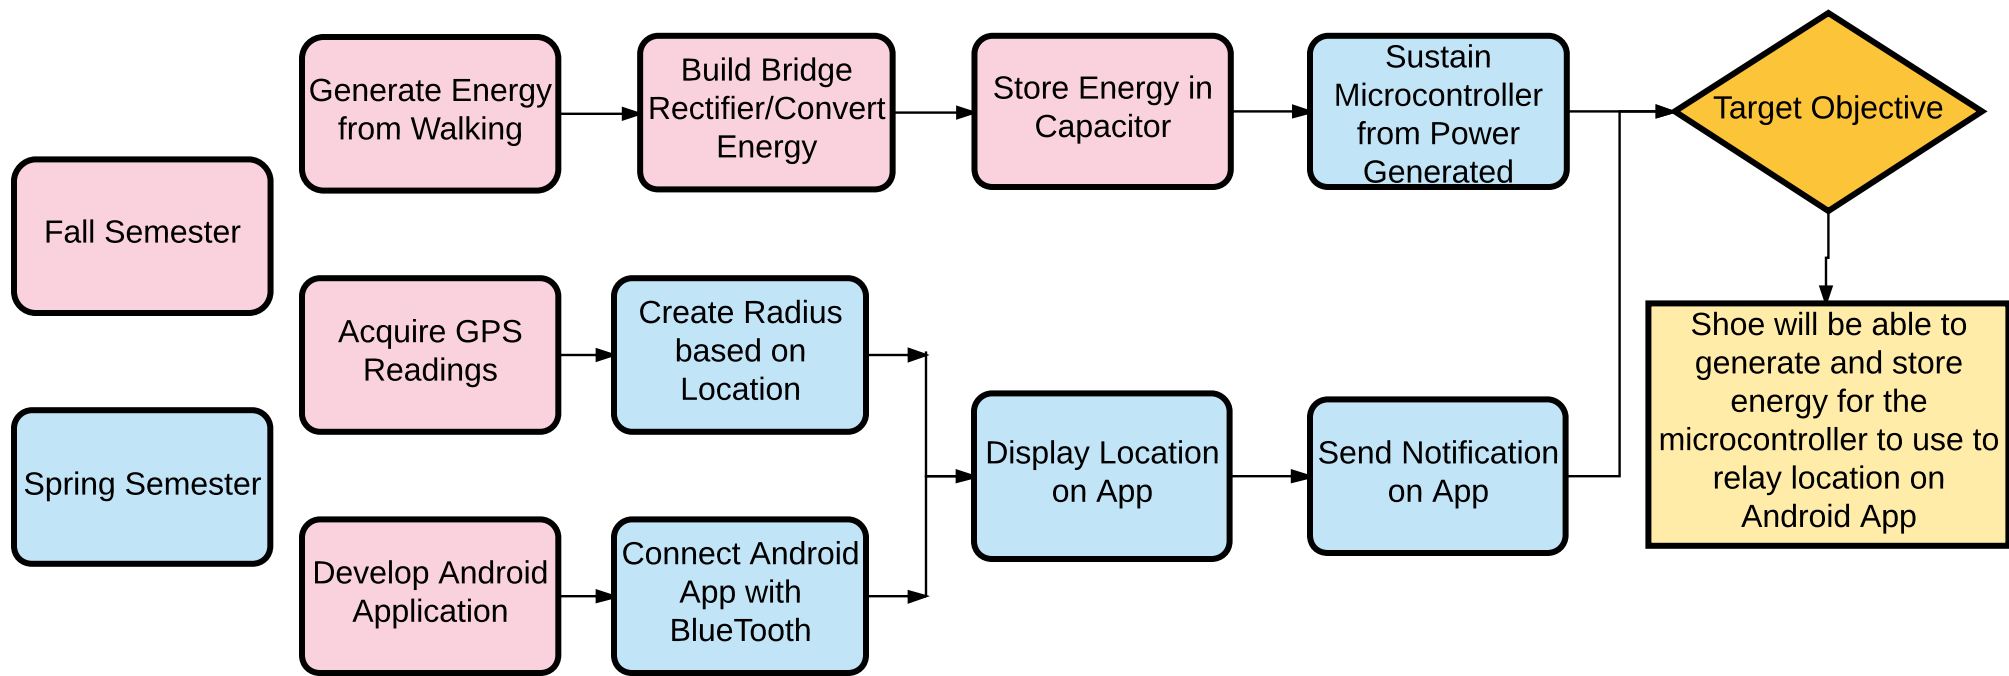 Fall Semester
Spring Semester
Generate Energy
from Walking
Build Bridge
Rectifier/Convert
Energy
Store Energy in
Capacitor
Sustain
Microcontroller
from Power
Generated
Target Objective
Acquire GPS
Readings
Create Radius
based on
Location
Develop Android
Application
Connect Android
App with
BlueTooth
Display Location
on App
Send Notification
on App
Shoe will be able to
generate and store
energy for the
microcontroller to use to
relay location on
Android App